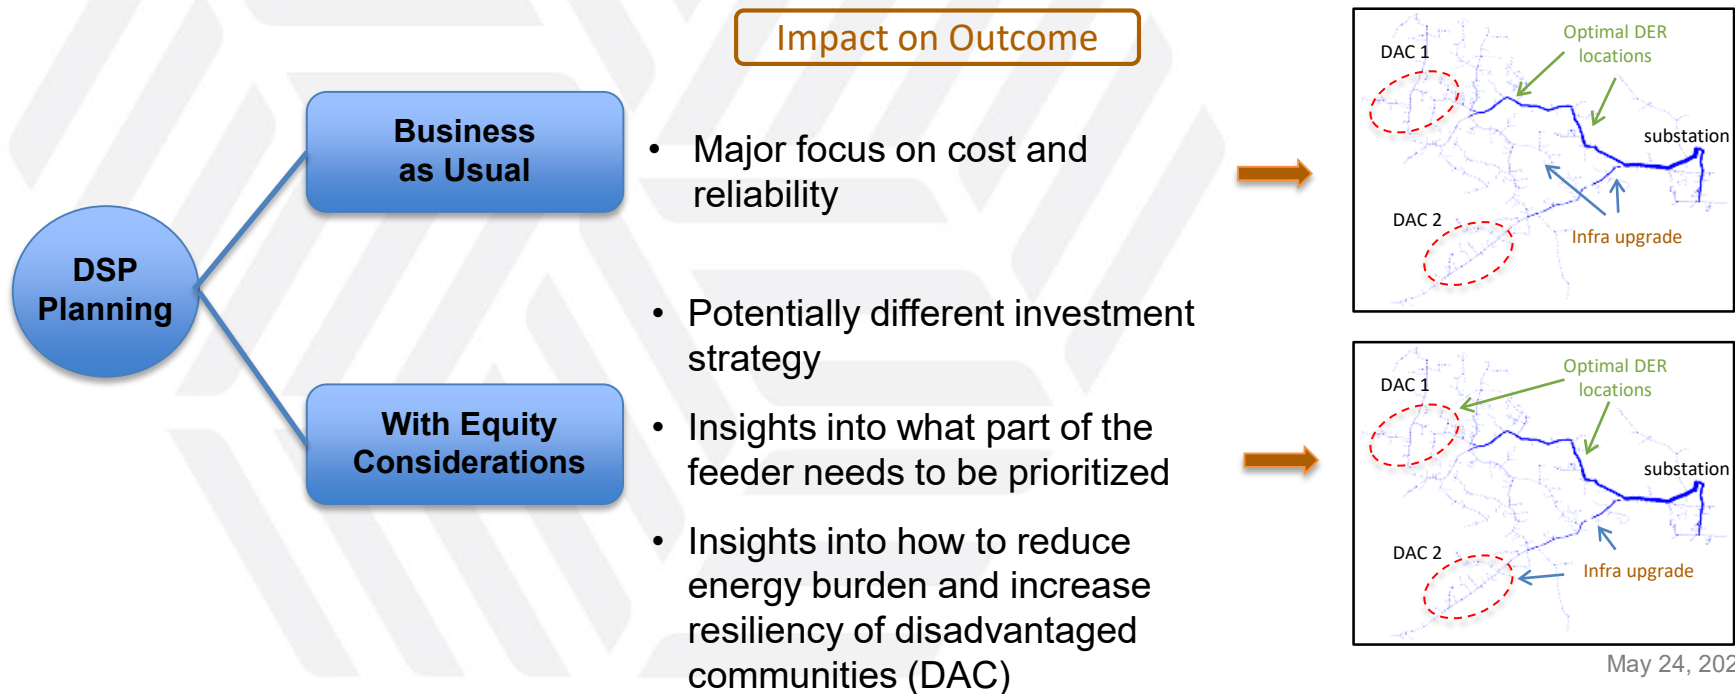 Impact on Outcome
DSP
Planning
Business
as Usual
• Major focus on cost and
reliability
With Equity
Considerations
• Potentially different investment
strategy
• Insights into what part of the
feeder needs to be prioritized
• Insights into how to reduce
energy burden and increase
resiliency of disadvantaged
communities (DAC)
DAC 1
Optimal DER
locations
substation
DAC 2
Infra upgrade
DAC 1
Optimal DER
locations
substation
DAC 2
Infra upgrade
May 24, 202